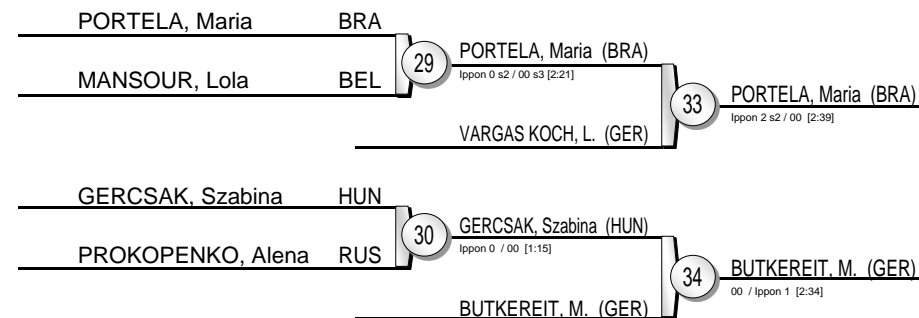 PORTELA, Maria BRA
MANSOUR, Lola BEL
29
PORTELA, Maria (BRA)
Ippon 0 s2 / 00 s3 [2:21]
VARGAS KOCH, L. (GER)
33
PORTELA, Maria (BRA)
Ippon 2 s2 / 00 [2:39]
GERCSAK, Szabina HUN
PROKOPENKO, Alena RUS
30
GERCSAK, Szabina (HUN)
Ippon 0 / 00 [1:15]
BUTKEREIT, M. (GER)
34
BUTKEREIT, M. (GER)
00 / Ippon 1 [2:34]